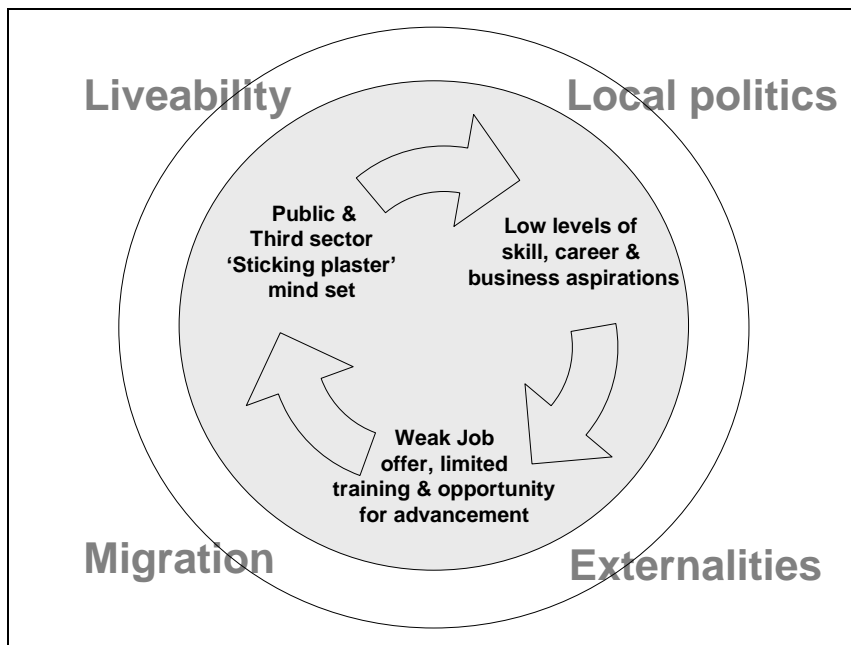 Liveability
Local politics
Public &
Third sector
‘Sticking plaster’
mind set
Low levels of
skill, career &
business aspirations
Weak Job
offer, limited
training & opportunity
for advancement
Migration
Externalities